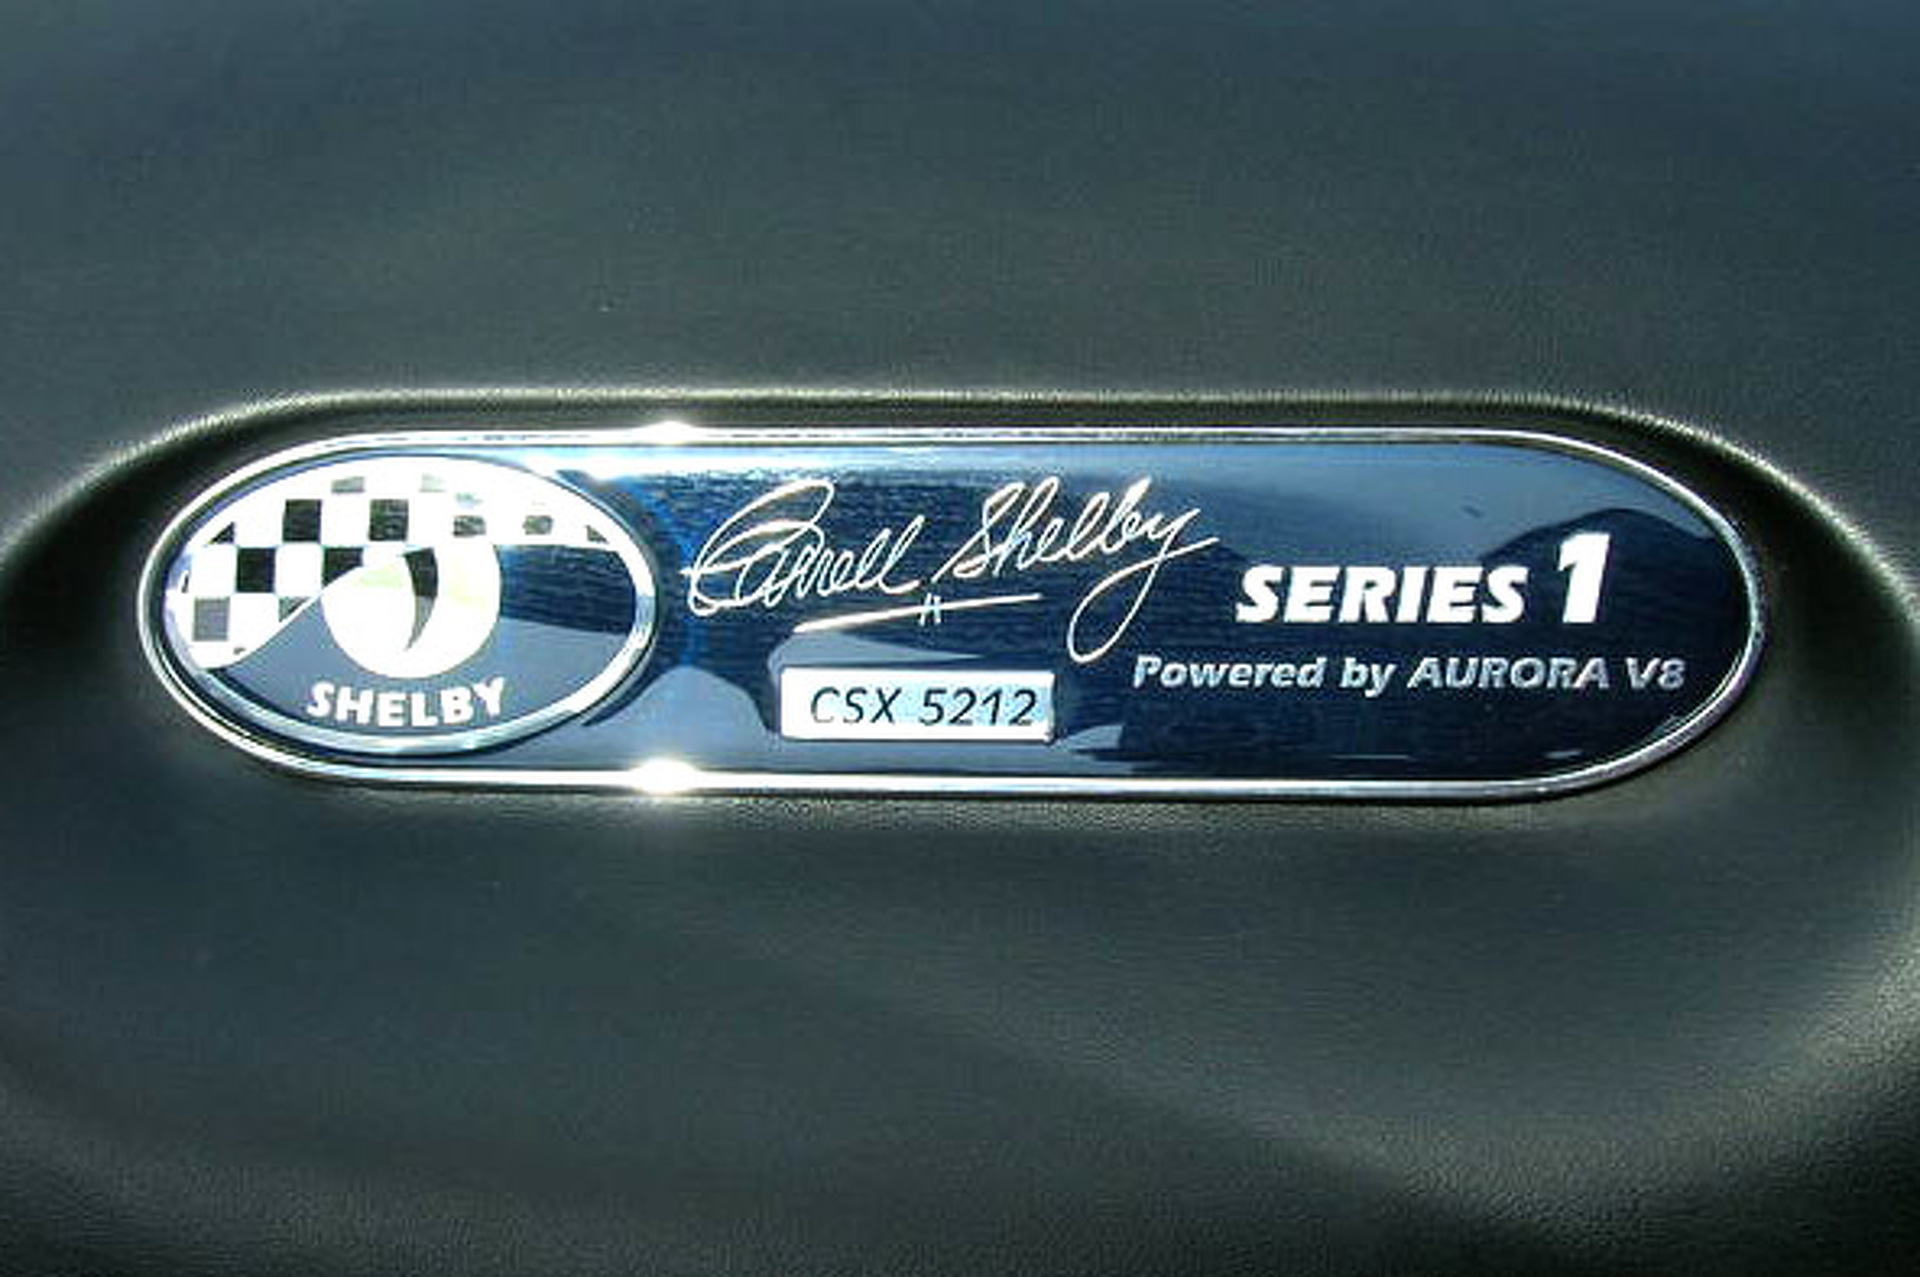 SHELBY
Carroll Shelby
CSX 5212
SERIES 1
Powered by AURORA V8